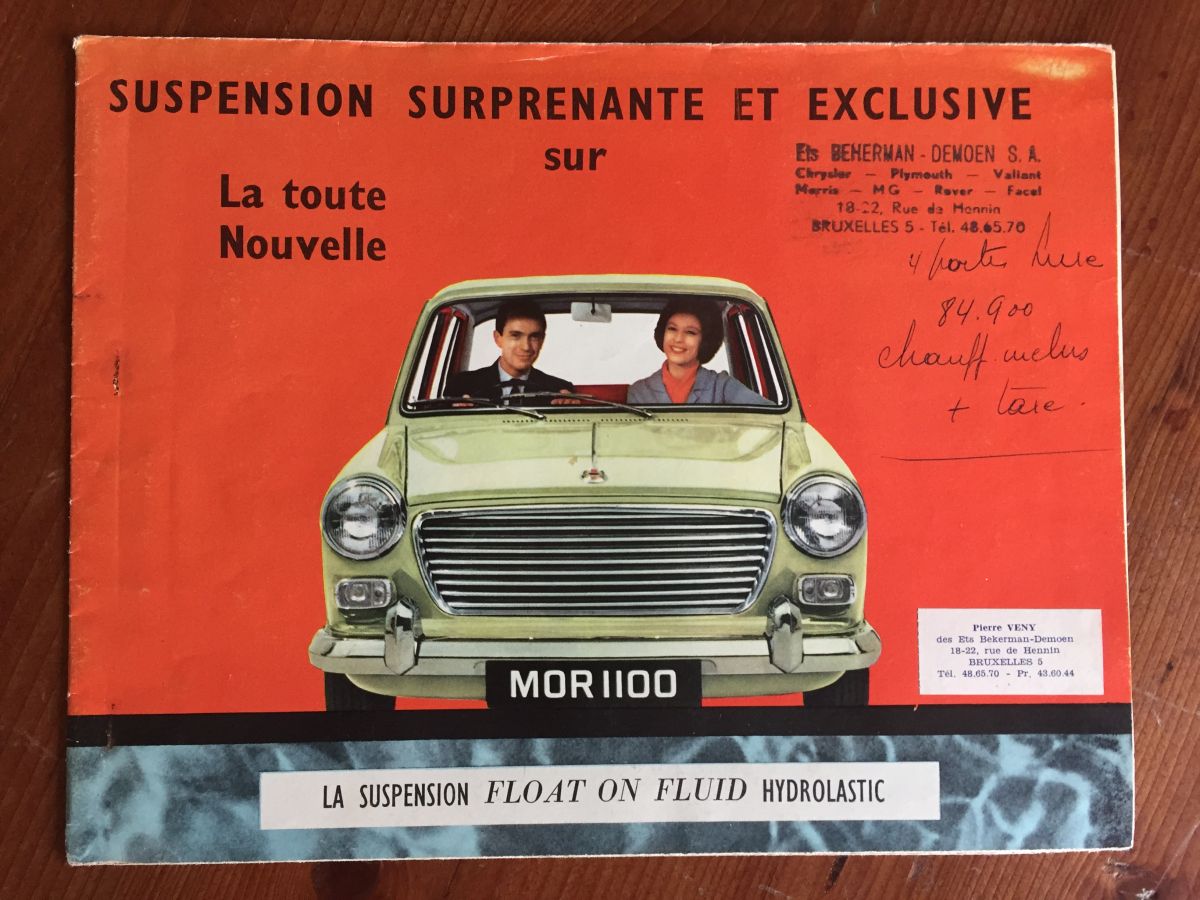 SUSPENSION SURPRENANTE ET EXCLUSIVE
sur
La toute
Nouvelle
Ets BEHERMAN - DEMOEN S. A.
Chrysler — Plymouth — Valiant
Morris — MG — Rover — Facel
18-22, Rue de Hennin
BRUXELLES 5 - Tél. 48.65.70
4 portes luxe
84.900
chauff. inclus
+ taxe.
MOR 1100
Pierre VENY
des Ets Bekerman-Demoen
18-22, rue de Hennin
BRUXELLES 5
Tél. 48.65.70 - Pr. 43.60.44
LA SUSPENSION FLOAT ON FLUID HYDROLASTIC